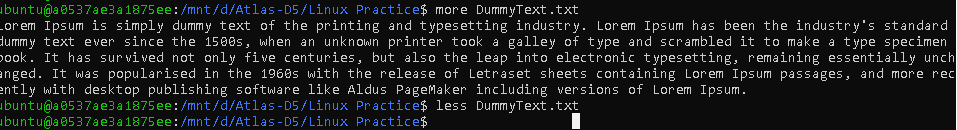 ubuntu@a0537ae3a1875ee:/mnt/d/Atlas-D5/Linux Practice$ more DummyText.txt
Lorem Ipsum is simply dummy text of the printing and typesetting industry. Lorem Ipsum has been the industry's standard
dummy text ever since the 1500s, when an unknown printer took a galley of type and scrambled it to make a type specimen
book. It has survived not only five centuries, but also the leap into electronic typesetting, remaining essentially unch
anged. It was popularised in the 1960s with the release of Letraset sheets containing Lorem Ipsum passages, and more rec
ently with desktop publishing software like Aldus PageMaker including versions of Lorem Ipsum.
ubuntu@a0537ae3a1875ee:/mnt/d/Atlas-D5/Linux Practice$ less DummyText.txt
ubuntu@a0537ae3a1875ee:/mnt/d/Atlas-D5/Linux Practice$